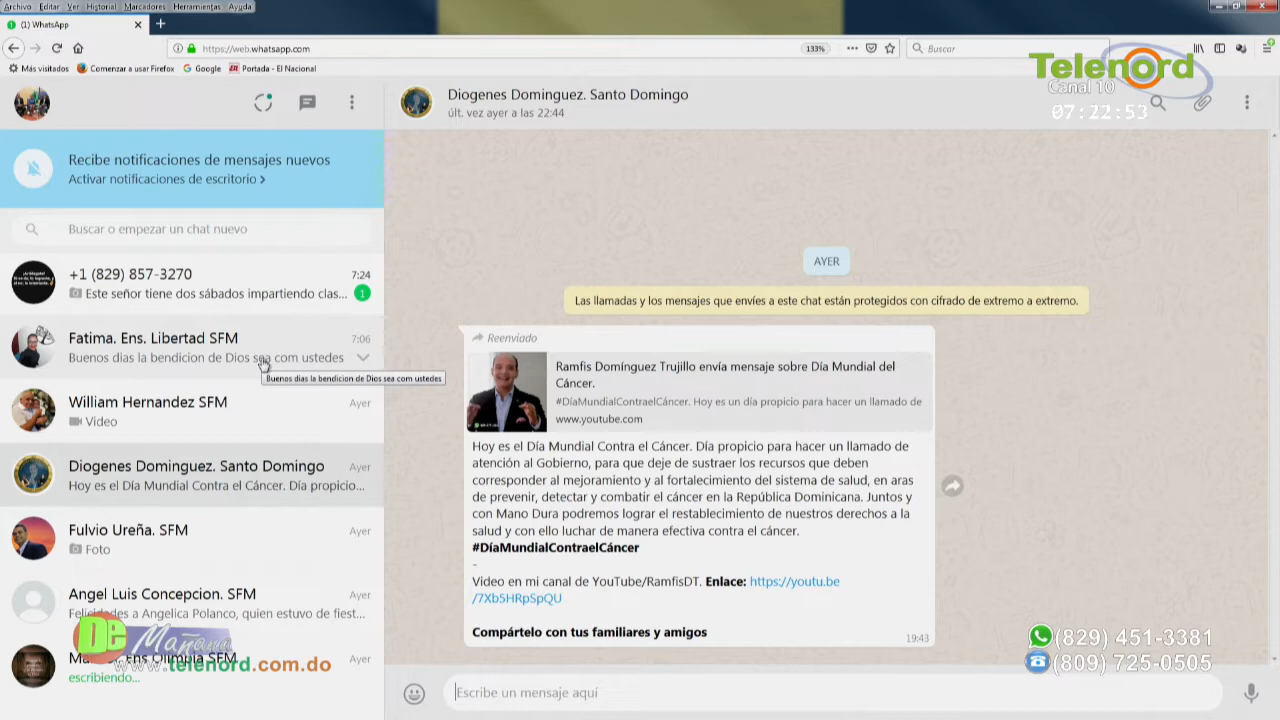 Archivo Editar Ver Historial Marcadores Herramientas Ayuda
(1) WhatsApp
https://web.whatsapp.com
133%
Buscar
Más visitados Comenzar a usar Firefox Google Portada - El Nacional
Telenord
Canal 10
07:22:53
Diogenes Dominguez. Santo Domingo
últ. vez ayer a las 22:44
Recibe notificaciones de mensajes nuevos
Activar notificaciones de escritorio >
Buscar o empezar un chat nuevo
+1 (829) 857-3270 7:24
Este señor tiene dos sábados impartiendo clas... 1
Fatima. Ens. Libertad SFM 7:06
Buenos dias la bendicion de Dios sea com ustedes
Buenos dias la bendicion de Dios sea com ustedes
William Hernandez SFM Ayer
Video
Diogenes Dominguez. Santo Domingo Ayer
Hoy es el Día Mundial Contra el Cáncer. Día propicio...
Fulvio Ureña. SFM Ayer
Foto
Angel Luis Concepcion. SFM Ayer
Felicidades a Angelica Polanco, quien estuvo de fiest...
Ens Olimpia SFM Ayer
escribiendo...
De Mañana
www.telenord.com.do
AYER
Las llamadas y los mensajes que envíes a este chat están protegidos con cifrado de extremo a extremo.
Reenviado
Ramfis Domínguez Trujillo envía mensaje sobre Día Mundial del
Cáncer.
#DíaMundialContraelCáncer. Hoy es un día propicio para hacer un llamado de
www.youtube.com
Hoy es el Día Mundial Contra el Cáncer. Día propicio para hacer un llamado de
atención al Gobierno, para que deje de sustraer los recursos que deben
corresponder al mejoramiento y al fortalecimiento del sistema de salud, en aras
de prevenir, detectar y combatir el cáncer en la República Dominicana. Juntos y
con Mano Dura podremos lograr el restablecimiento de nuestros derechos a la
salud y con ello luchar de manera efectiva contra el cáncer.
#DíaMundialContraelCáncer
-
Video en mi canal de YouTube/RamfisDT. Enlace: https://youtu.be
/7Xb5HRpSpQU
Compártelo con tus familiares y amigos
19:43
(829) 451-3381
(809) 725-0505
Escribe un mensaje aquí